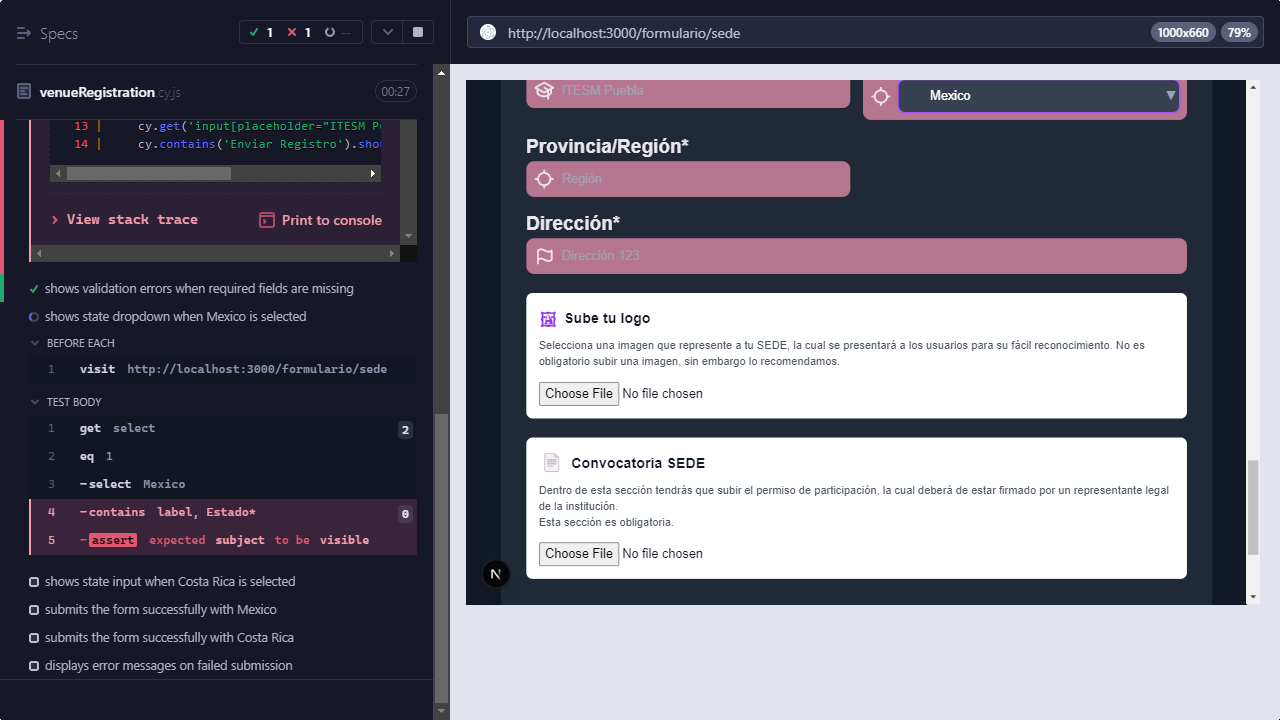 Specs
1
1
--
venueRegistration.cy.js
00:27
13 | cy.get('input[placeholder="ITESM P
14 | cy.contains('Enviar Registro').shou
View stack trace
Print to console
shows validation errors when required fields are missing
shows state dropdown when Mexico is selected
BEFORE EACH
1 visit http://localhost:3000/formulario/sede
TEST BODY
1 get select
2
2 eq 1
3 -select Mexico
4 -contains label, Estado*
0
5 -assert expected subject to be visible
shows state input when Costa Rica is selected
submits the form successfully with Mexico
submits the form successfully with Costa Rica
displays error messages on failed submission
http://localhost:3000/formulario/sede
1000x660
79%
ITESM Puebla
Mexico
Provincia/Región*
Región
Dirección*
Dirección 123
Sube tu logo
Selecciona una imagen que represente a tu SEDE, la cual se presentará a los usuarios para su fácil reconocimiento. No es
obligatorio subir una imagen, sin embargo lo recomendamos.
Choose File No file chosen
Convocatoria SEDE
Dentro de esta sección tendrás que subir el permiso de participación, la cual deberá de estar firmado por un representante legal
de la institución.
Esta sección es obligatoria.
Choose File No file chosen
N